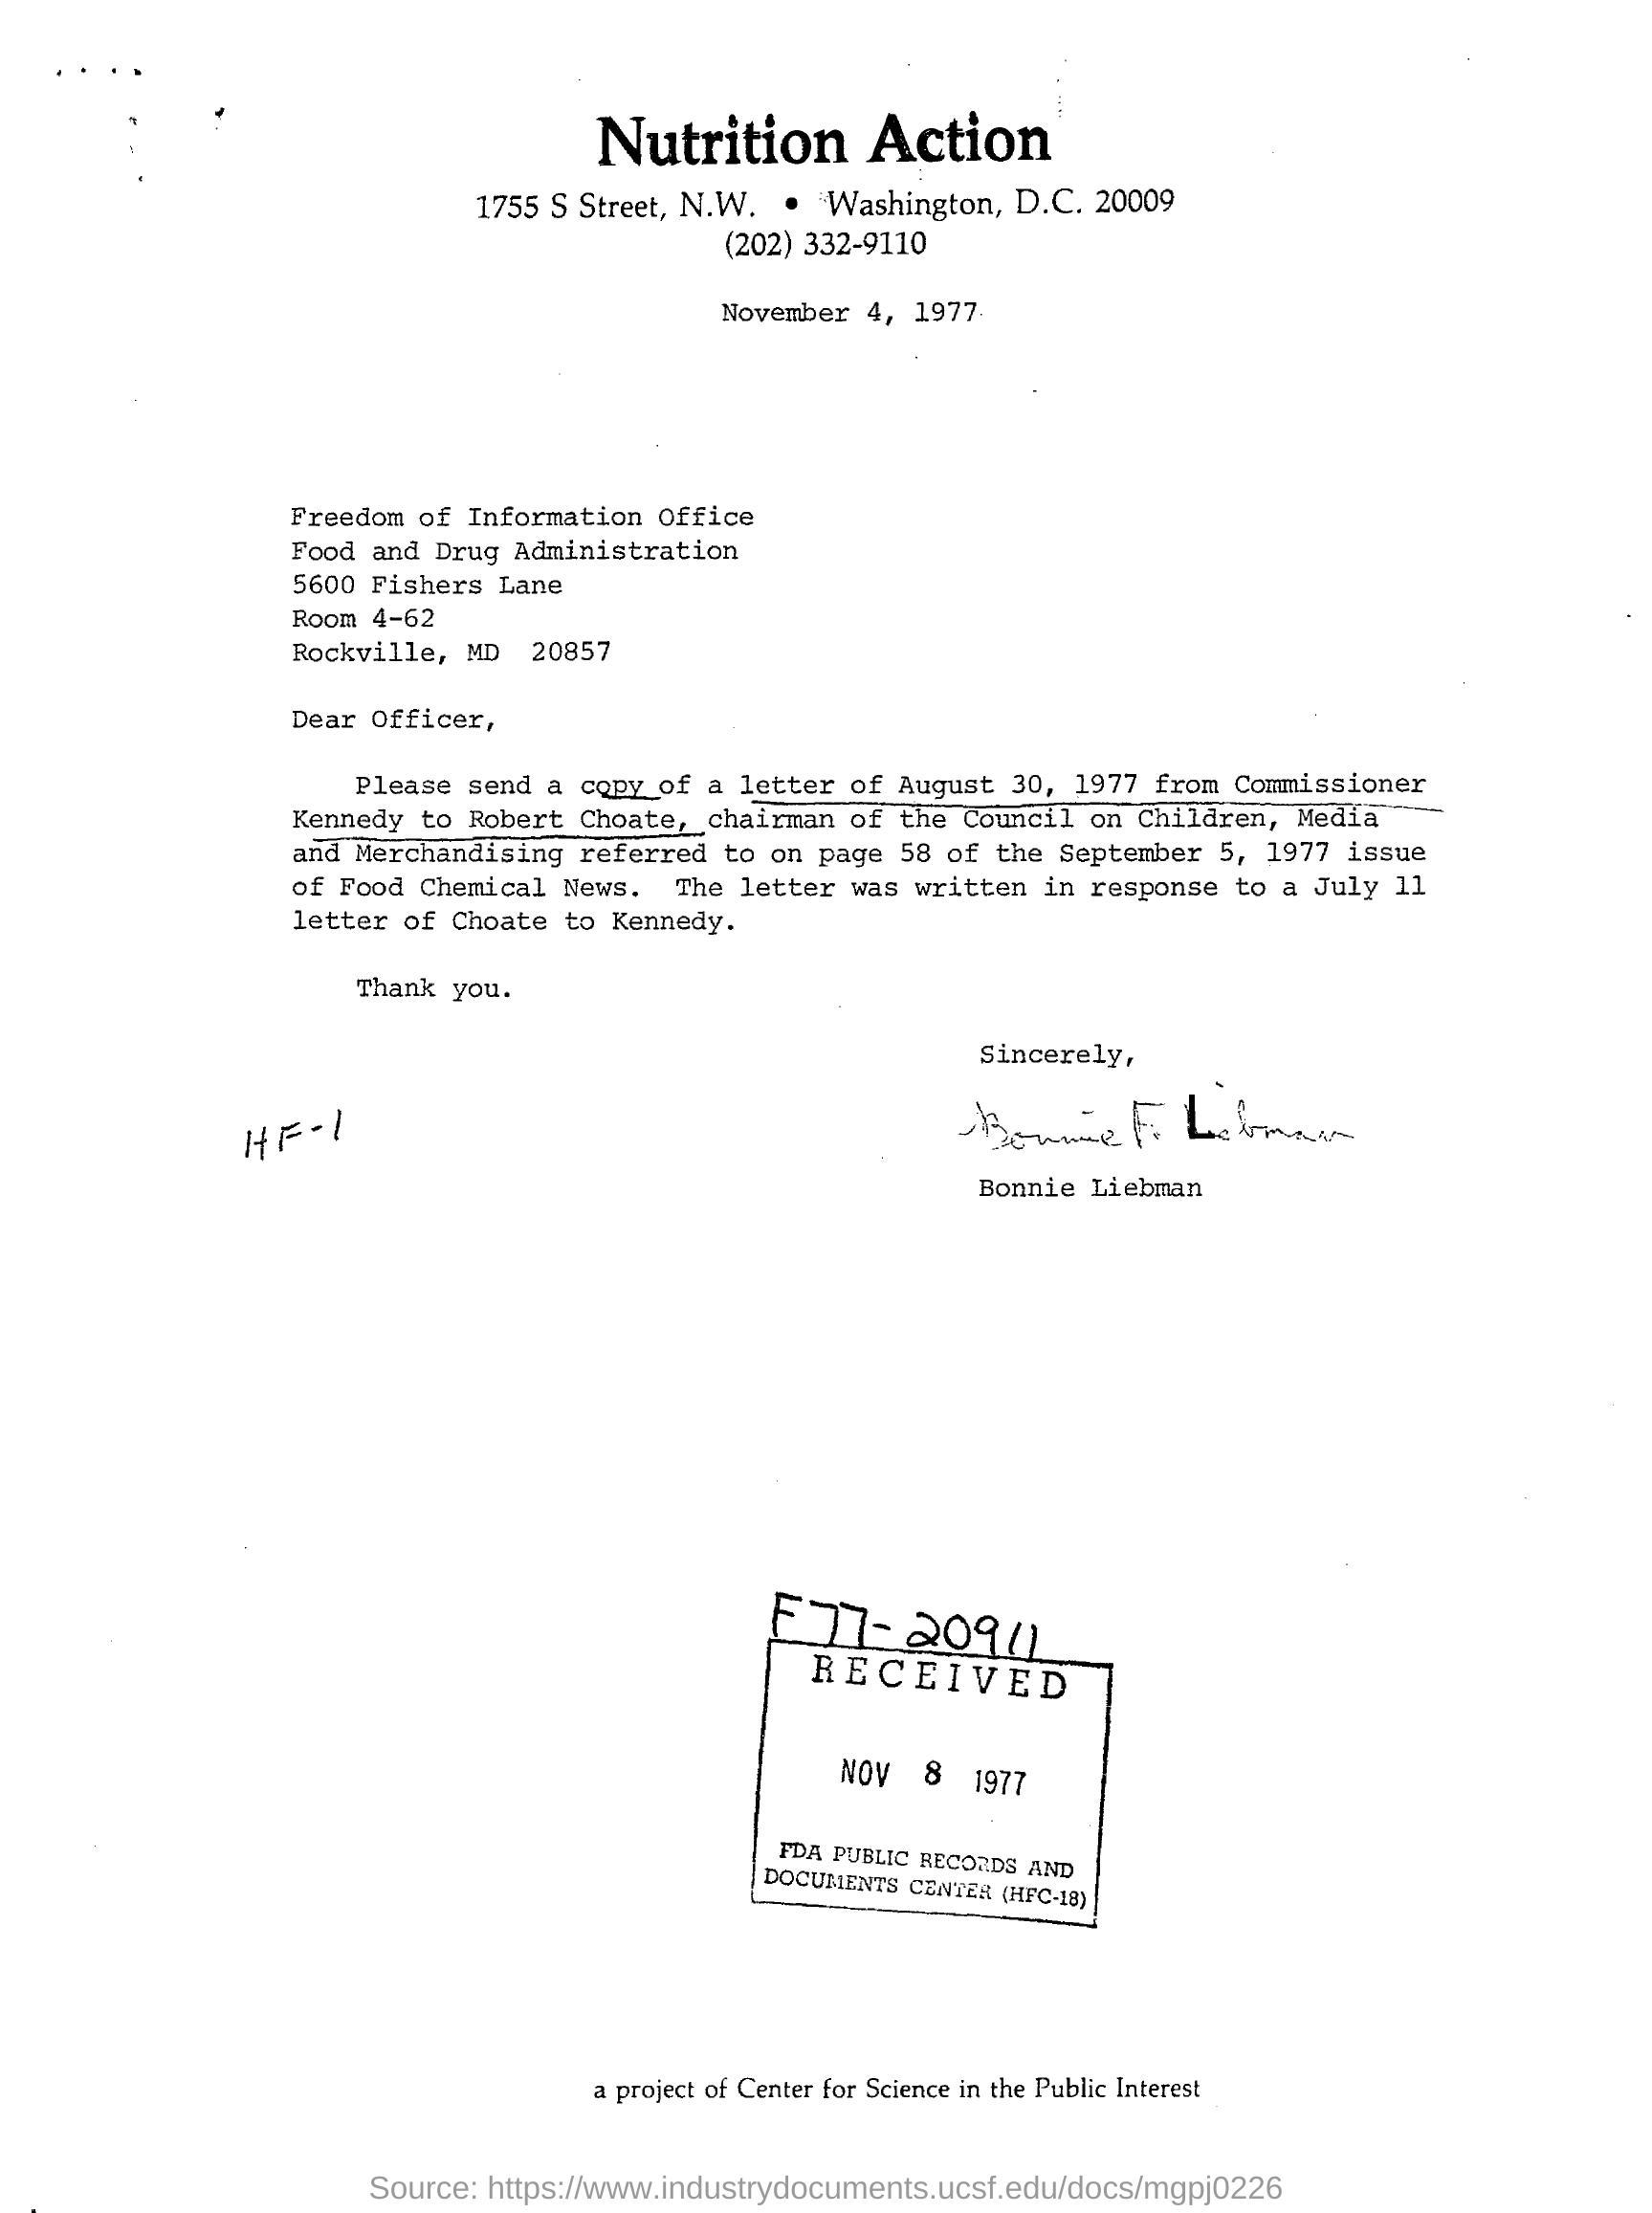 Nutrition Action
1755 S Street, N.W. • Washington, D.C. 20009
(202) 332-9110
November 4, 1977
Freedom of Information Office
Food and Drug Administration
5600 Fishers Lane
Room 4-62
Rockville, MD 20857
Dear Officer,
Please send a copy of a letter of August 30, 1977 from Commissioner
Kennedy to Robert Choate, chairman of the Council on Children, Media
and Merchandising referred to on page 58 of the September 5, 1977 issue
of Food Chemical News. The letter was written in response to a July 11
letter of Choate to Kennedy.
Thank you.
Sincerely,
Bonnie F. Liebman
HF-1
Bonnie Liebman
F77-20911
RECEIVED
NOV 8 1977
FDA PUBLIC RECORDS AND
DOCUMENTS CENTER (HFC-18)
a project of Center for Science in the Public Interest
Source: https://www.industrydocuments.ucsf.edu/docs/mgpj0226